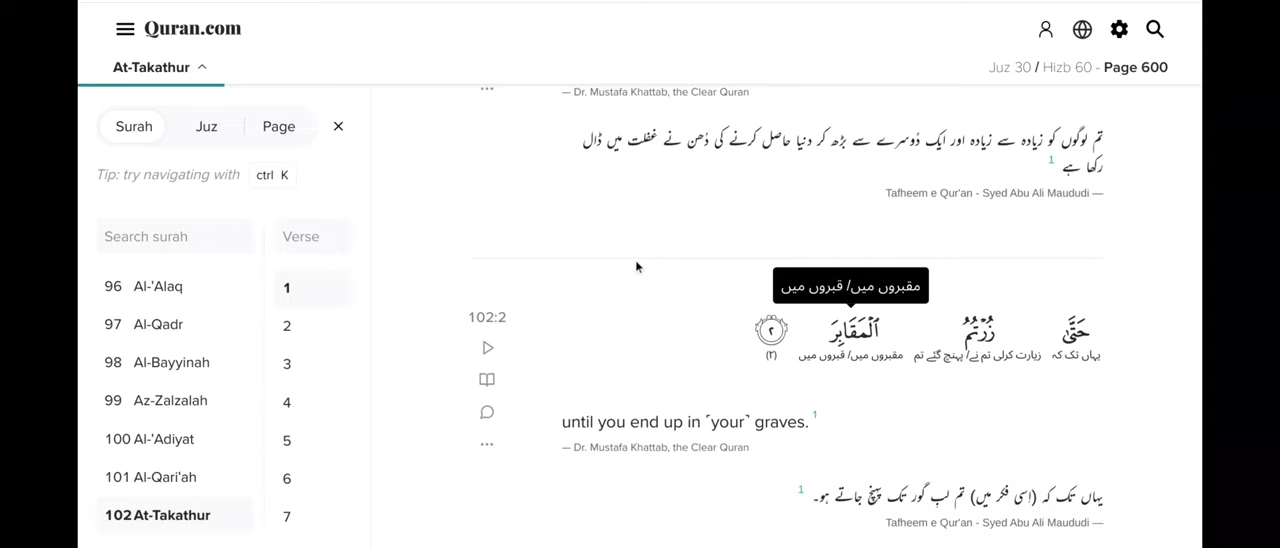 Quran.com
At-Takathur
Juz 30 / Hizb 60 - Page 600
Surah
Juz
Page
Tip: try navigating with ctrl K
Search surah
Verse
96 Al-'Alaq
97 Al-Qadr
98 Al-Bayyinah
99 Az-Zalzalah
100 Al-'Adiyat
101 Al-Qari'ah
102 At-Takathur
1
2
3
4
5
6
7
— Dr. Mustafa Khattab, the Clear Quran
تم لوگوں کو زیادہ سے زیادہ اور ایک دُوسرے سے بڑھ کر دنیا حاصل کرنے کی دُھن نے غفلت میں ڈال
رکھا ہے 1
Tafheem e Qur'an - Syed Abu Ali Maududi —
مقبروں میں/ قبروں میں
102:2
حَتَّىٰ زُرْتُمُ ٱلْمَقَابِرَ ٢
یہاں تک کہ زیارت کرلی تم نے/ پہنچ گئے تم مقبروں میں/ قبروں میں (۲)
until you end up in ˹your˺ graves. 1
— Dr. Mustafa Khattab, the Clear Quran
یہاں تک کہ (اِسی فکر میں) تم لبِ گور تک پہنچ جاتے ہو۔ 1
Tafheem e Qur'an - Syed Abu Ali Maududi —